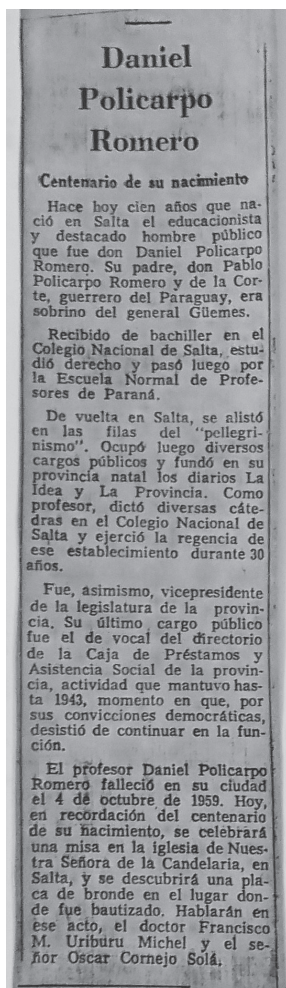 Daniel
Policarpo
Romero
Centenario de su nacimiento
Hace hoy cien años que na-
ció en Salta el educacionista
y destacado hombre público
que fue don Daniel Policarpo
Romero. Su padre, don Pablo
Policarpo Romero y de la Cor-
te, guerrero del Paraguay, era
sobrino del general Güemes.
Recibido de bachiller en el
Colegio Nacional de Salta, estu-
dió derecho y pasó luego por
la Escuela Normal de Profe-
sores de Paraná.
De vuelta en Salta, se alistó
en las filas del "pellegri-
nismo". Ocupó luego diversos
cargos públicos y fundó en su
provincia natal los diarios La
Idea y La Provincia. Como
profesor, dictó diversas cáte-
dras en el Colegio Nacional de
Salta y ejerció la regencia de
ese establecimiento durante 30
años.
Fue, asimismo, vicepresidente
de la legislatura de la provin-
cia. Su último cargo público
fue el de vocal del directorio
de la Caja de Préstamos y
Asistencia Social de la provin-
cia, actividad que mantuvo has-
ta 1943, momento en que, por
sus convicciones democráticas,
desistió de continuar en la fun-
ción.
El profesor Daniel Policarpo
Romero falleció en su ciudad
el 4 de octubre de 1959. Hoy,
en recordación del centenario
de su nacimiento, se celebrará
una misa en la iglesia de Nues-
tra Señora de la Candelaria, en
Salta, y se descubrirá una pla-
ca de bronde en el lugar don-
de fue bautizado. Hablarán en
ese acto, el doctor Francisco
M. Uriburu Michel y el se-
ñor Oscar Cornejo Solá.